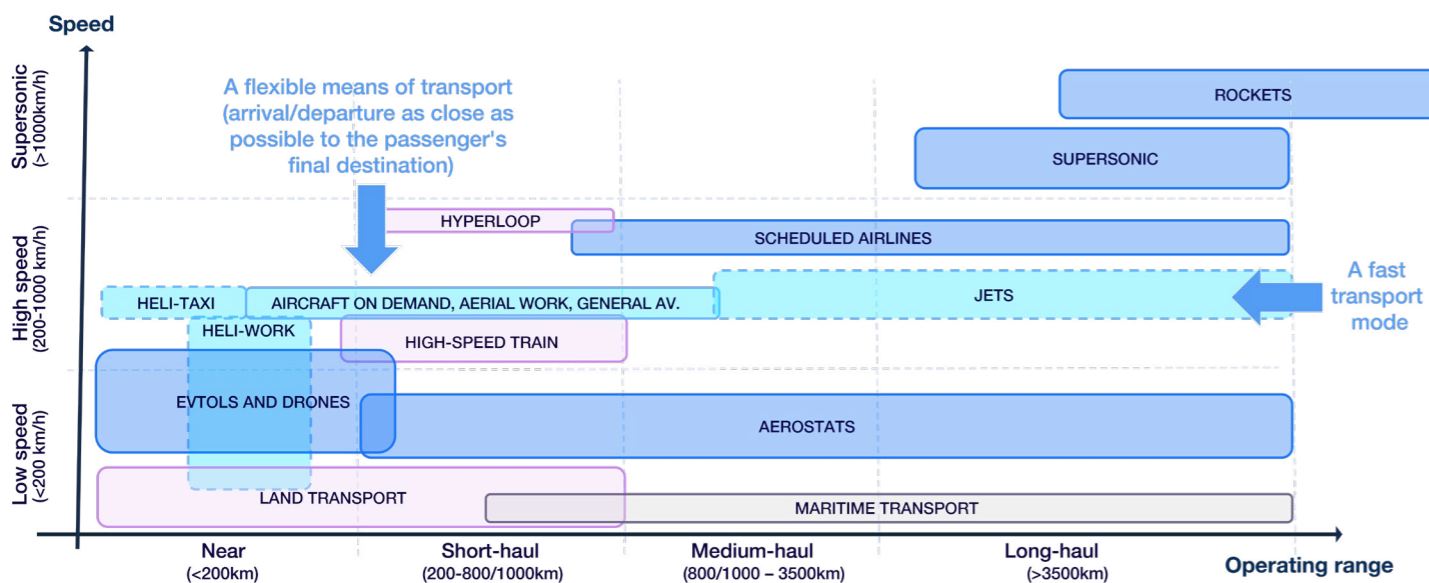 Speed
Supersonic
(>1000km/h)
High speed
(200-1000 km/h)
Low speed
(<200 km/h)
A flexible means of transport
(arrival/departure as close as
possible to the passenger's
final destination)
ROCKETS
SUPERSONIC
HYPERLOOP
SCHEDULED AIRLINES
HELI-TAXI
AIRCRAFT ON DEMAND, AERIAL WORK, GENERAL AV.
JETS
A fast
transport
mode
HELI-WORK
HIGH-SPEED TRAIN
EVTOLS AND DRONES
AEROSTATS
LAND TRANSPORT
MARITIME TRANSPORT
Near
(<200km)
Short-haul
(200-800/1000km)
Medium-haul
(800/1000 – 3500km)
Long-haul
(>3500km)
Operating range